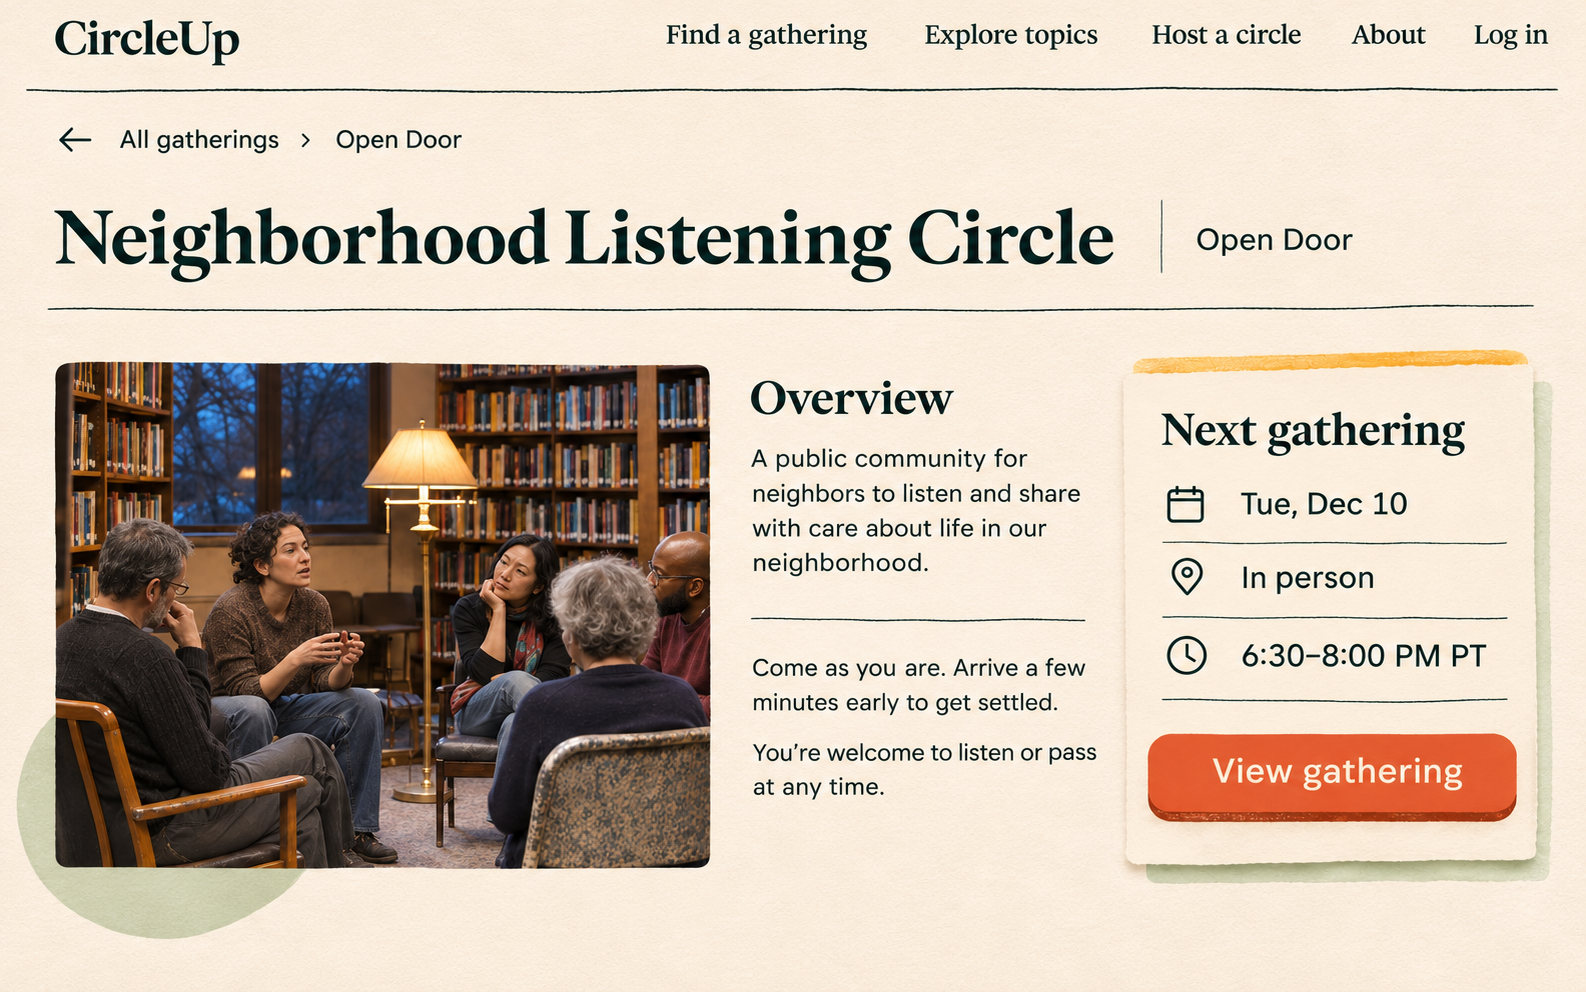 CircleUp
Find a gathering
Explore topics
Host a circle
About
Log in
All gatherings
Open Door
Neighborhood Listening Circle
Open Door
Overview
A public community for
neighbors to listen and share
with care about life in our
neighborhood.
Come as you are. Arrive a few
minutes early to get settled.
You’re welcome to listen or pass
at any time.
Next gathering
Tue, Dec 10
In person
6:30–8:00 PM PT
View gathering